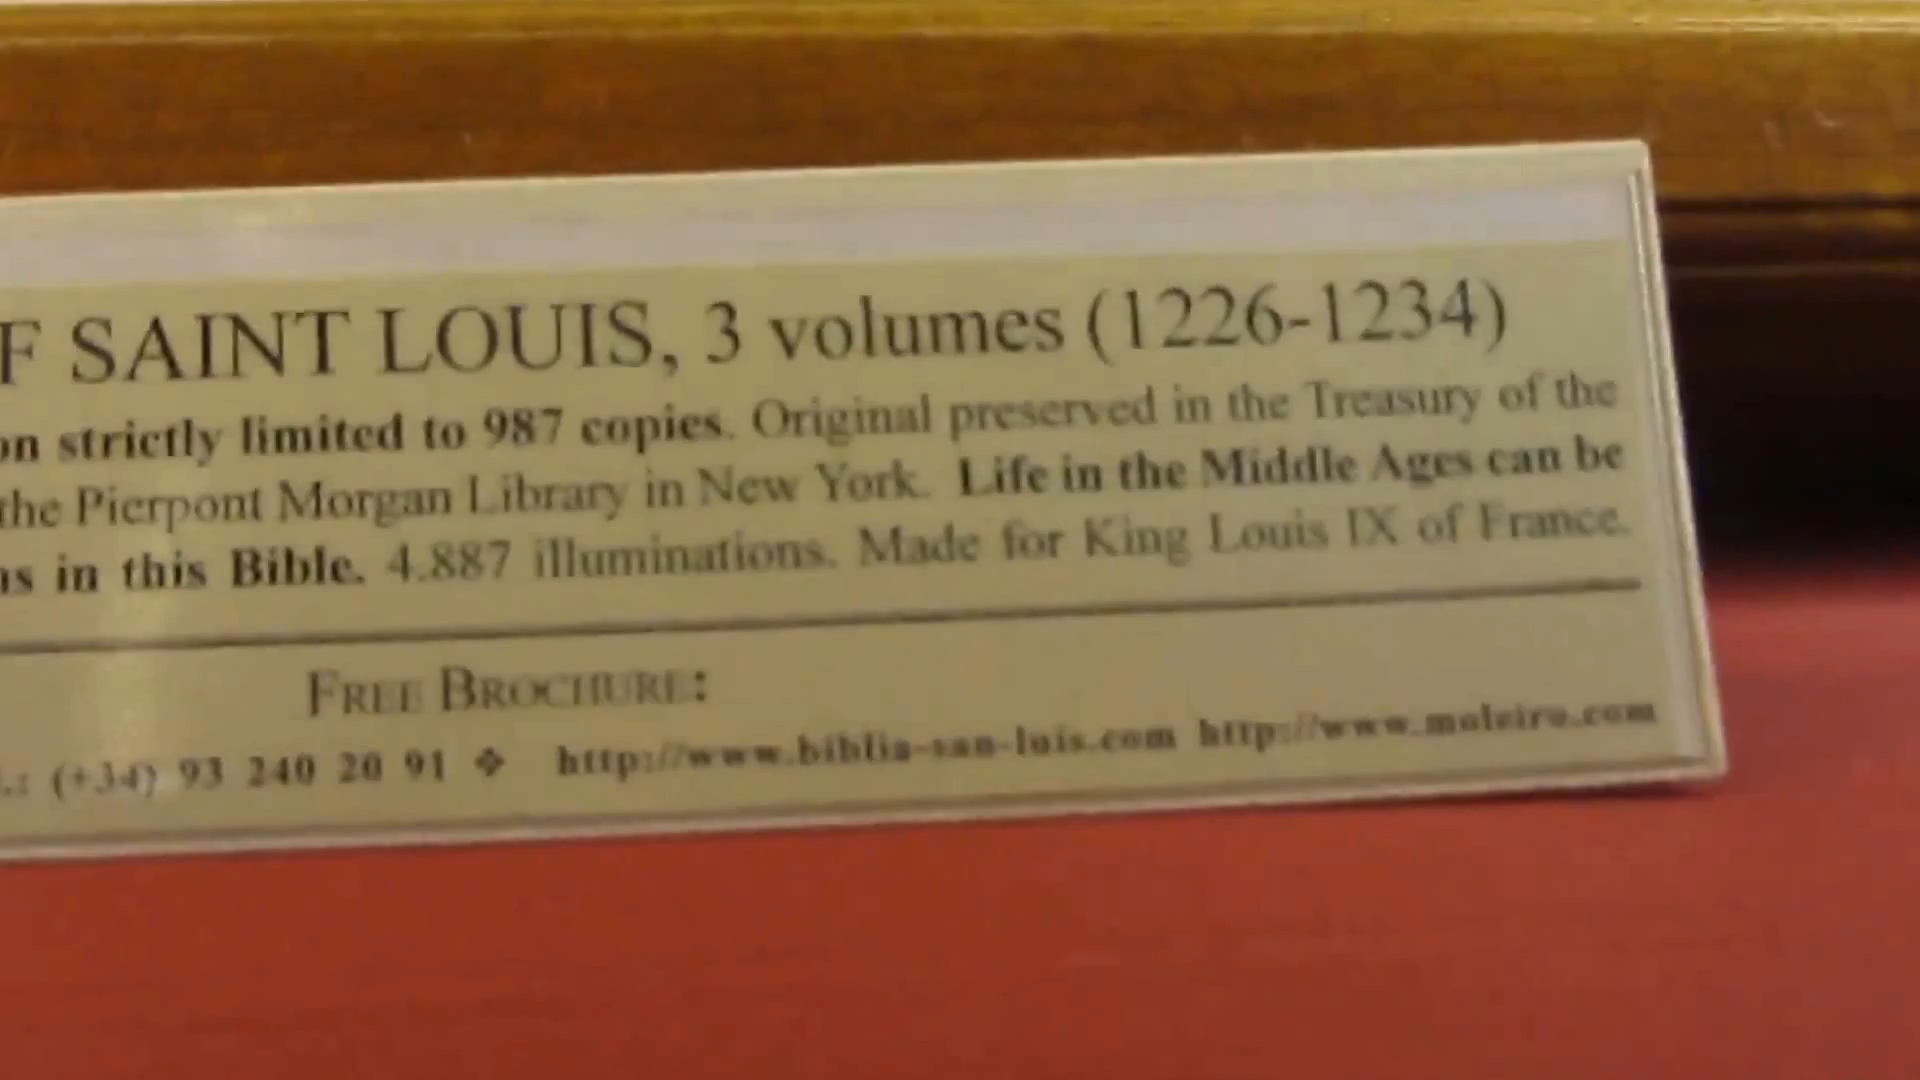 F SAINT LOUIS, 3 volumes (1226-1234)
on strictly limited to 987 copies. Original preserved in the Treasury of the
the Pierpont Morgan Library in New York. Life in the Middle Ages can be
ns in this Bible. 4.887 illuminations. Made for King Louis IX of France.
FREE BROCHURE:
.: (+34) 93 240 20 91 ❖ http://www.biblia-san-luis.com http://www.moleiro.com